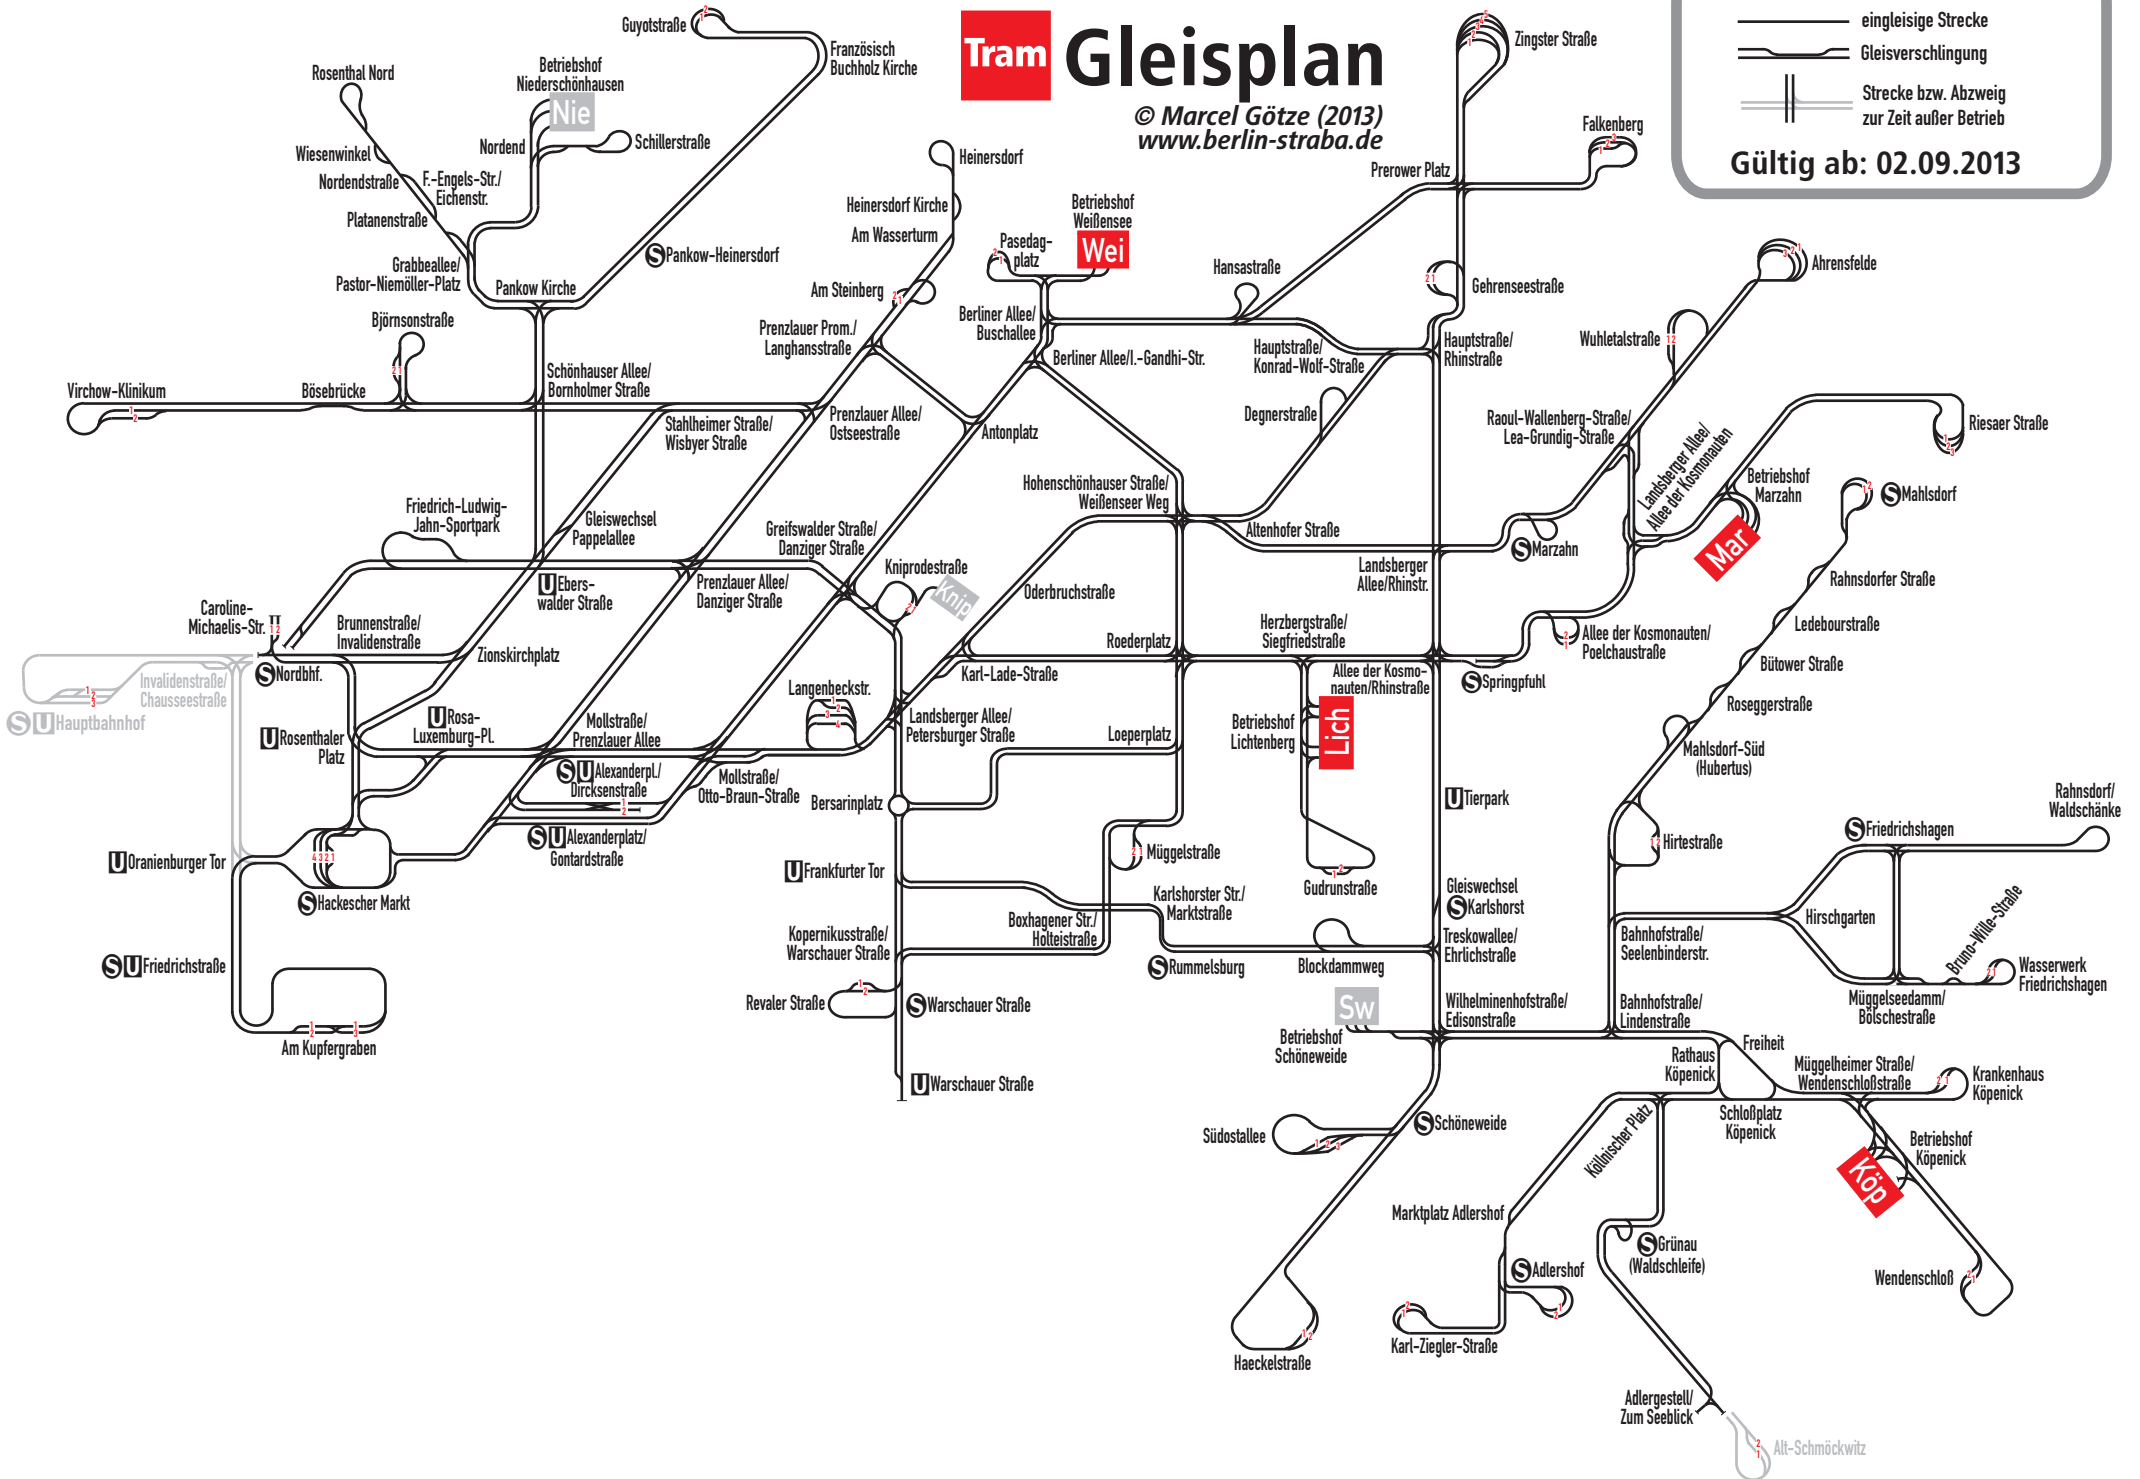 Tram Gleisplan
© Marcel Götze (2013)
www.berlin-straba.de
eingleisige Strecke
Gleisverschlingung
Strecke bzw. Abzweig
zur Zeit außer Betrieb
Gültig ab: 02.09.2013
Guyotstraße
Französisch
Buchholz Kirche
Rosenthal Nord
Betriebshof
Niederschönhausen
Nie
Nordend
Schillerstraße
Wiesenwinkel
Nordendstraße
F.-Engels-Str./
Eichenstr.
Platanenstraße
Grabbeallee/
Pastor-Niemöller-Platz
Pankow Kirche
S Pankow-Heinersdorf
Heinersdorf
Heinersdorf Kirche
Am Wasserturm
Am Steinberg
Prenzlauer Prom./
Langhansstraße
Pasedag-
platz
Betriebshof
Weißensee
Wei
Berliner Allee/
Buschallee
Berliner Allee/I.-Gandhi-Str.
Hansastraße
Prerower Platz
Zingster Straße
Falkenberg
Gehrenseestraße
Hauptstraße/
Rhinstraße
Hauptstraße/
Konrad-Wolf-Straße
Degnerstraße
Wuhletalstraße
Ahrensfelde
Raoul-Wallenberg-Straße/
Lea-Grundig-Straße
Landsberger Allee/
Allee der Kosmonauten
Betriebshof
Marzahn
Mar
Riesaer Straße
S Mahlsdorf
Rahnsdorfer Straße
Ledebourstraße
Bütower Straße
Roseggerstraße
Mahlsdorf-Süd
(Hubertus)
Hirtestraße
Björnsonstraße
Virchow-Klinikum
Bösebrücke
Schönhauser Allee/
Bornholmer Straße
Stahlheimer Straße/
Wisbyer Straße
Prenzlauer Allee/
Ostseestraße
Antonplatz
Hohenschönhauser Straße/
Weißenseer Weg
Altenhofer Straße
S Marzahn
Landsberger
Allee/Rhinstr.
Friedrich-Ludwig-
Jahn-Sportpark
Gleiswechsel
Pappelallee
Greifswalder Straße/
Danziger Straße
Kniprodestraße
Knip
Oderbruchstraße
U Ebers-
walder Straße
Prenzlauer Allee/
Danziger Straße
Caroline-
Michaelis-Str.
Brunnenstraße/
Invalidenstraße
Zionskirchplatz
S Nordbhf.
Invalidenstraße/
Chausseestraße
S U Hauptbahnhof
U Rosenthaler
Platz
U Rosa-
Luxemburg-Pl.
Mollstraße/
Prenzlauer Allee
Langenbeckstr.
Landsberger Allee/
Petersburger Straße
Karl-Lade-Straße
Roederplatz
Herzbergstraße/
Siegfriedstraße
Allee der Kosmo-
nauten/Rhinstraße
S Springpfuhl
Allee der Kosmonauten/
Poelchaustraße
Betriebshof
Lichtenberg
Lich
Loeperplatz
S U Alexanderpl./
Dircksenstraße
Mollstraße/
Otto-Braun-Straße
Bersarinplatz
S U Alexanderplatz/
Gontardstraße
U Oranienburger Tor
S Hackescher Markt
S U Friedrichstraße
Am Kupfergraben
U Frankfurter Tor
Müggelstraße
Gudrunstraße
U Tierpark
Gleiswechsel
S Karlshorst
Karlshorster Str./
Marktstraße
Boxhagener Str./
Holteistraße
Kopernikusstraße/
Warschauer Straße
S Rummelsburg
Blockdammweg
Treskowallee/
Ehrlichstraße
Revaler Straße
S Warschauer Straße
U Warschauer Straße
Sw
Betriebshof
Schöneweide
Wilhelminenhofstraße/
Edisonstraße
Bahnhofstraße/
Seelenbinderstr.
Bahnhofstraße/
Lindenstraße
Hirschgarten
S Friedrichshagen
Rahnsdorf/
Waldschänke
Bruno-Wille-Straße
Wasserwerk
Friedrichshagen
Müggelseedamm/
Bölschestraße
Rathaus
Köpenick
Freiheit
Müggelheimer Straße/
Wendenschloßstraße
Krankenhaus
Köpenick
Schloßplatz
Köpenick
Köllnischer Platz
Betriebshof
Köpenick
Köp
Wendenschloß
S Schöneweide
Südostallee
Haeckelstraße
Marktplatz Adlershof
S Adlershof
Karl-Ziegler-Straße
S Grünau
(Waldschleife)
Adlergestell/
Zum Seeblick
Alt-Schmöckwitz